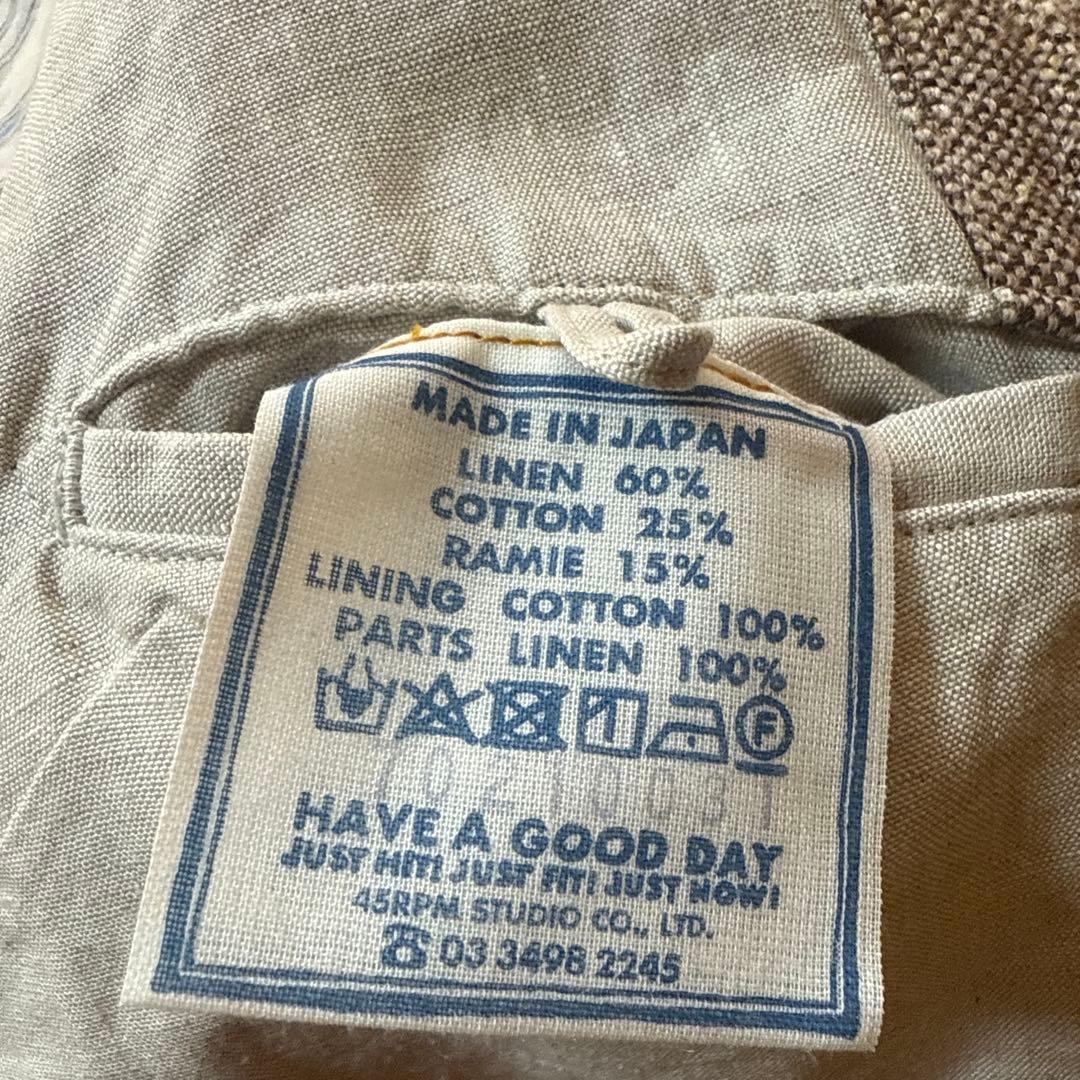 MADE IN JAPAN
LINEN 60%
COTTON 25%
RAMIE 15%
LINING COTTON 100%
PARTS LINEN 100%
F
HAVE A GOOD DAY
JUST HIT! JUST FIT! JUST NOW!
45RPM STUDIO CO., LTD.
☎ 03 3498 2245